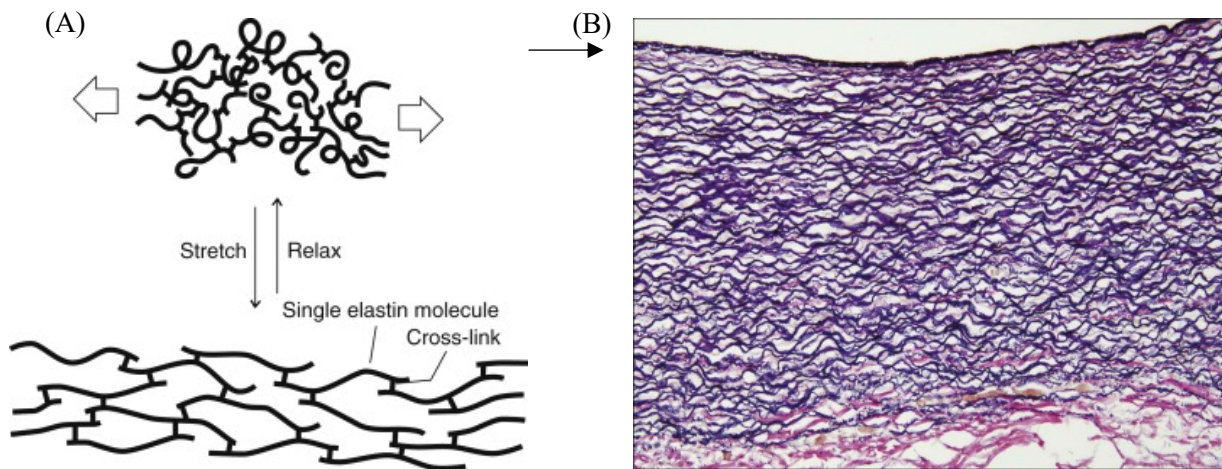 (A)
(B)
Stretch
Relax
Single elastin molecule
Cross-link